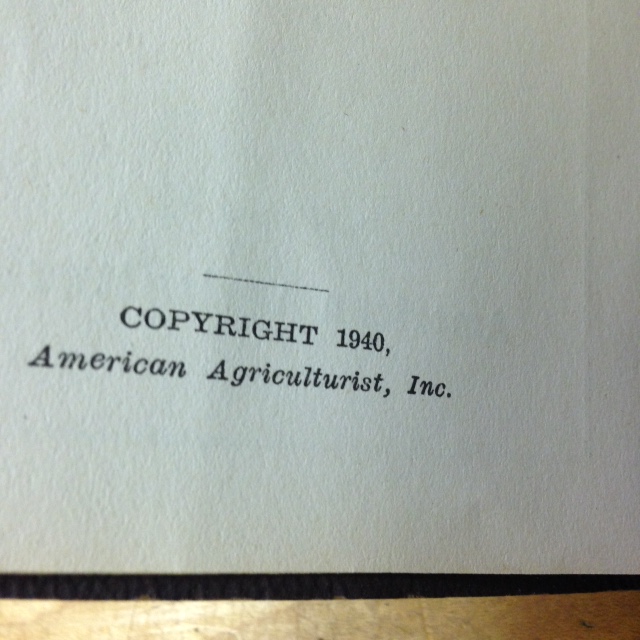 COPYRIGHT 1940,
American Agriculturist, Inc.